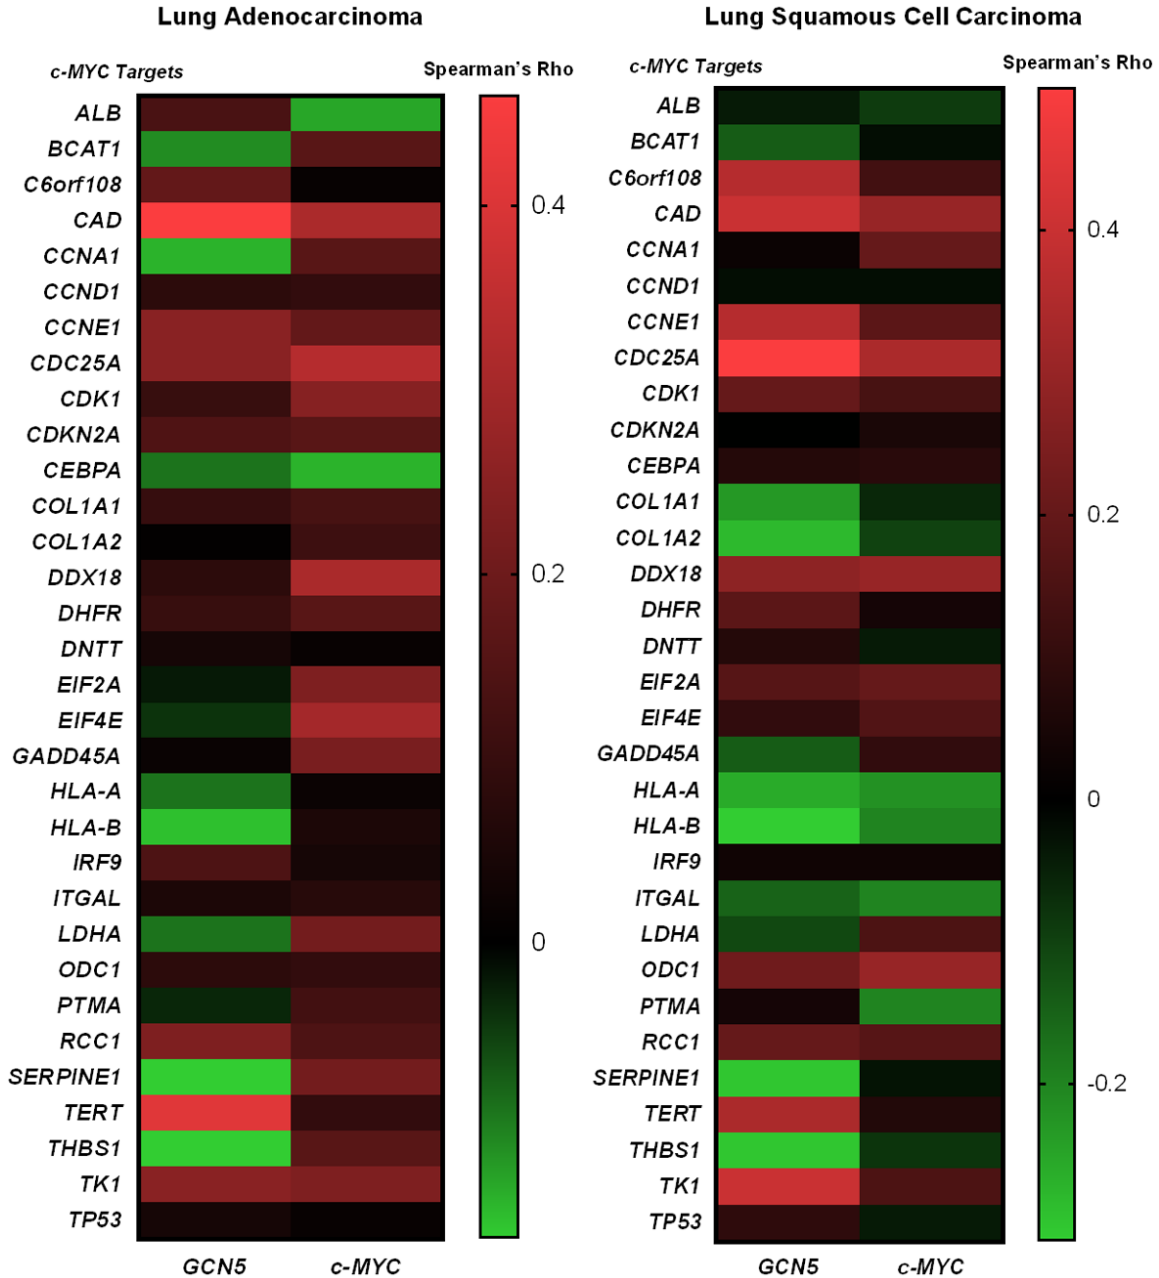 Lung Adenocarcinoma
c-MYC Targets
Spearman's Rho
ALB
BCAT1
C6orf108
CAD
CCNA1
CCND1
CCNE1
CDC25A
CDK1
CDKN2A
CEBPA
COL1A1
COL1A2
DDX18
DHFR
DNTT
EIF2A
EIF4E
GADD45A
HLA-A
HLA-B
IRF9
ITGAL
LDHA
ODC1
PTMA
RCC1
SERPINE1
TERT
THBS1
TK1
TP53
0.4
0.2
0
GCN5
c-MYC
Lung Squamous Cell Carcinoma
c-MYC Targets
Spearman's Rho
ALB
BCAT1
C6orf108
CAD
CCNA1
CCND1
CCNE1
CDC25A
CDK1
CDKN2A
CEBPA
COL1A1
COL1A2
DDX18
DHFR
DNTT
EIF2A
EIF4E
GADD45A
HLA-A
HLA-B
IRF9
ITGAL
LDHA
ODC1
PTMA
RCC1
SERPINE1
TERT
THBS1
TK1
TP53
0.4
0.2
0
-0.2
GCN5
c-MYC